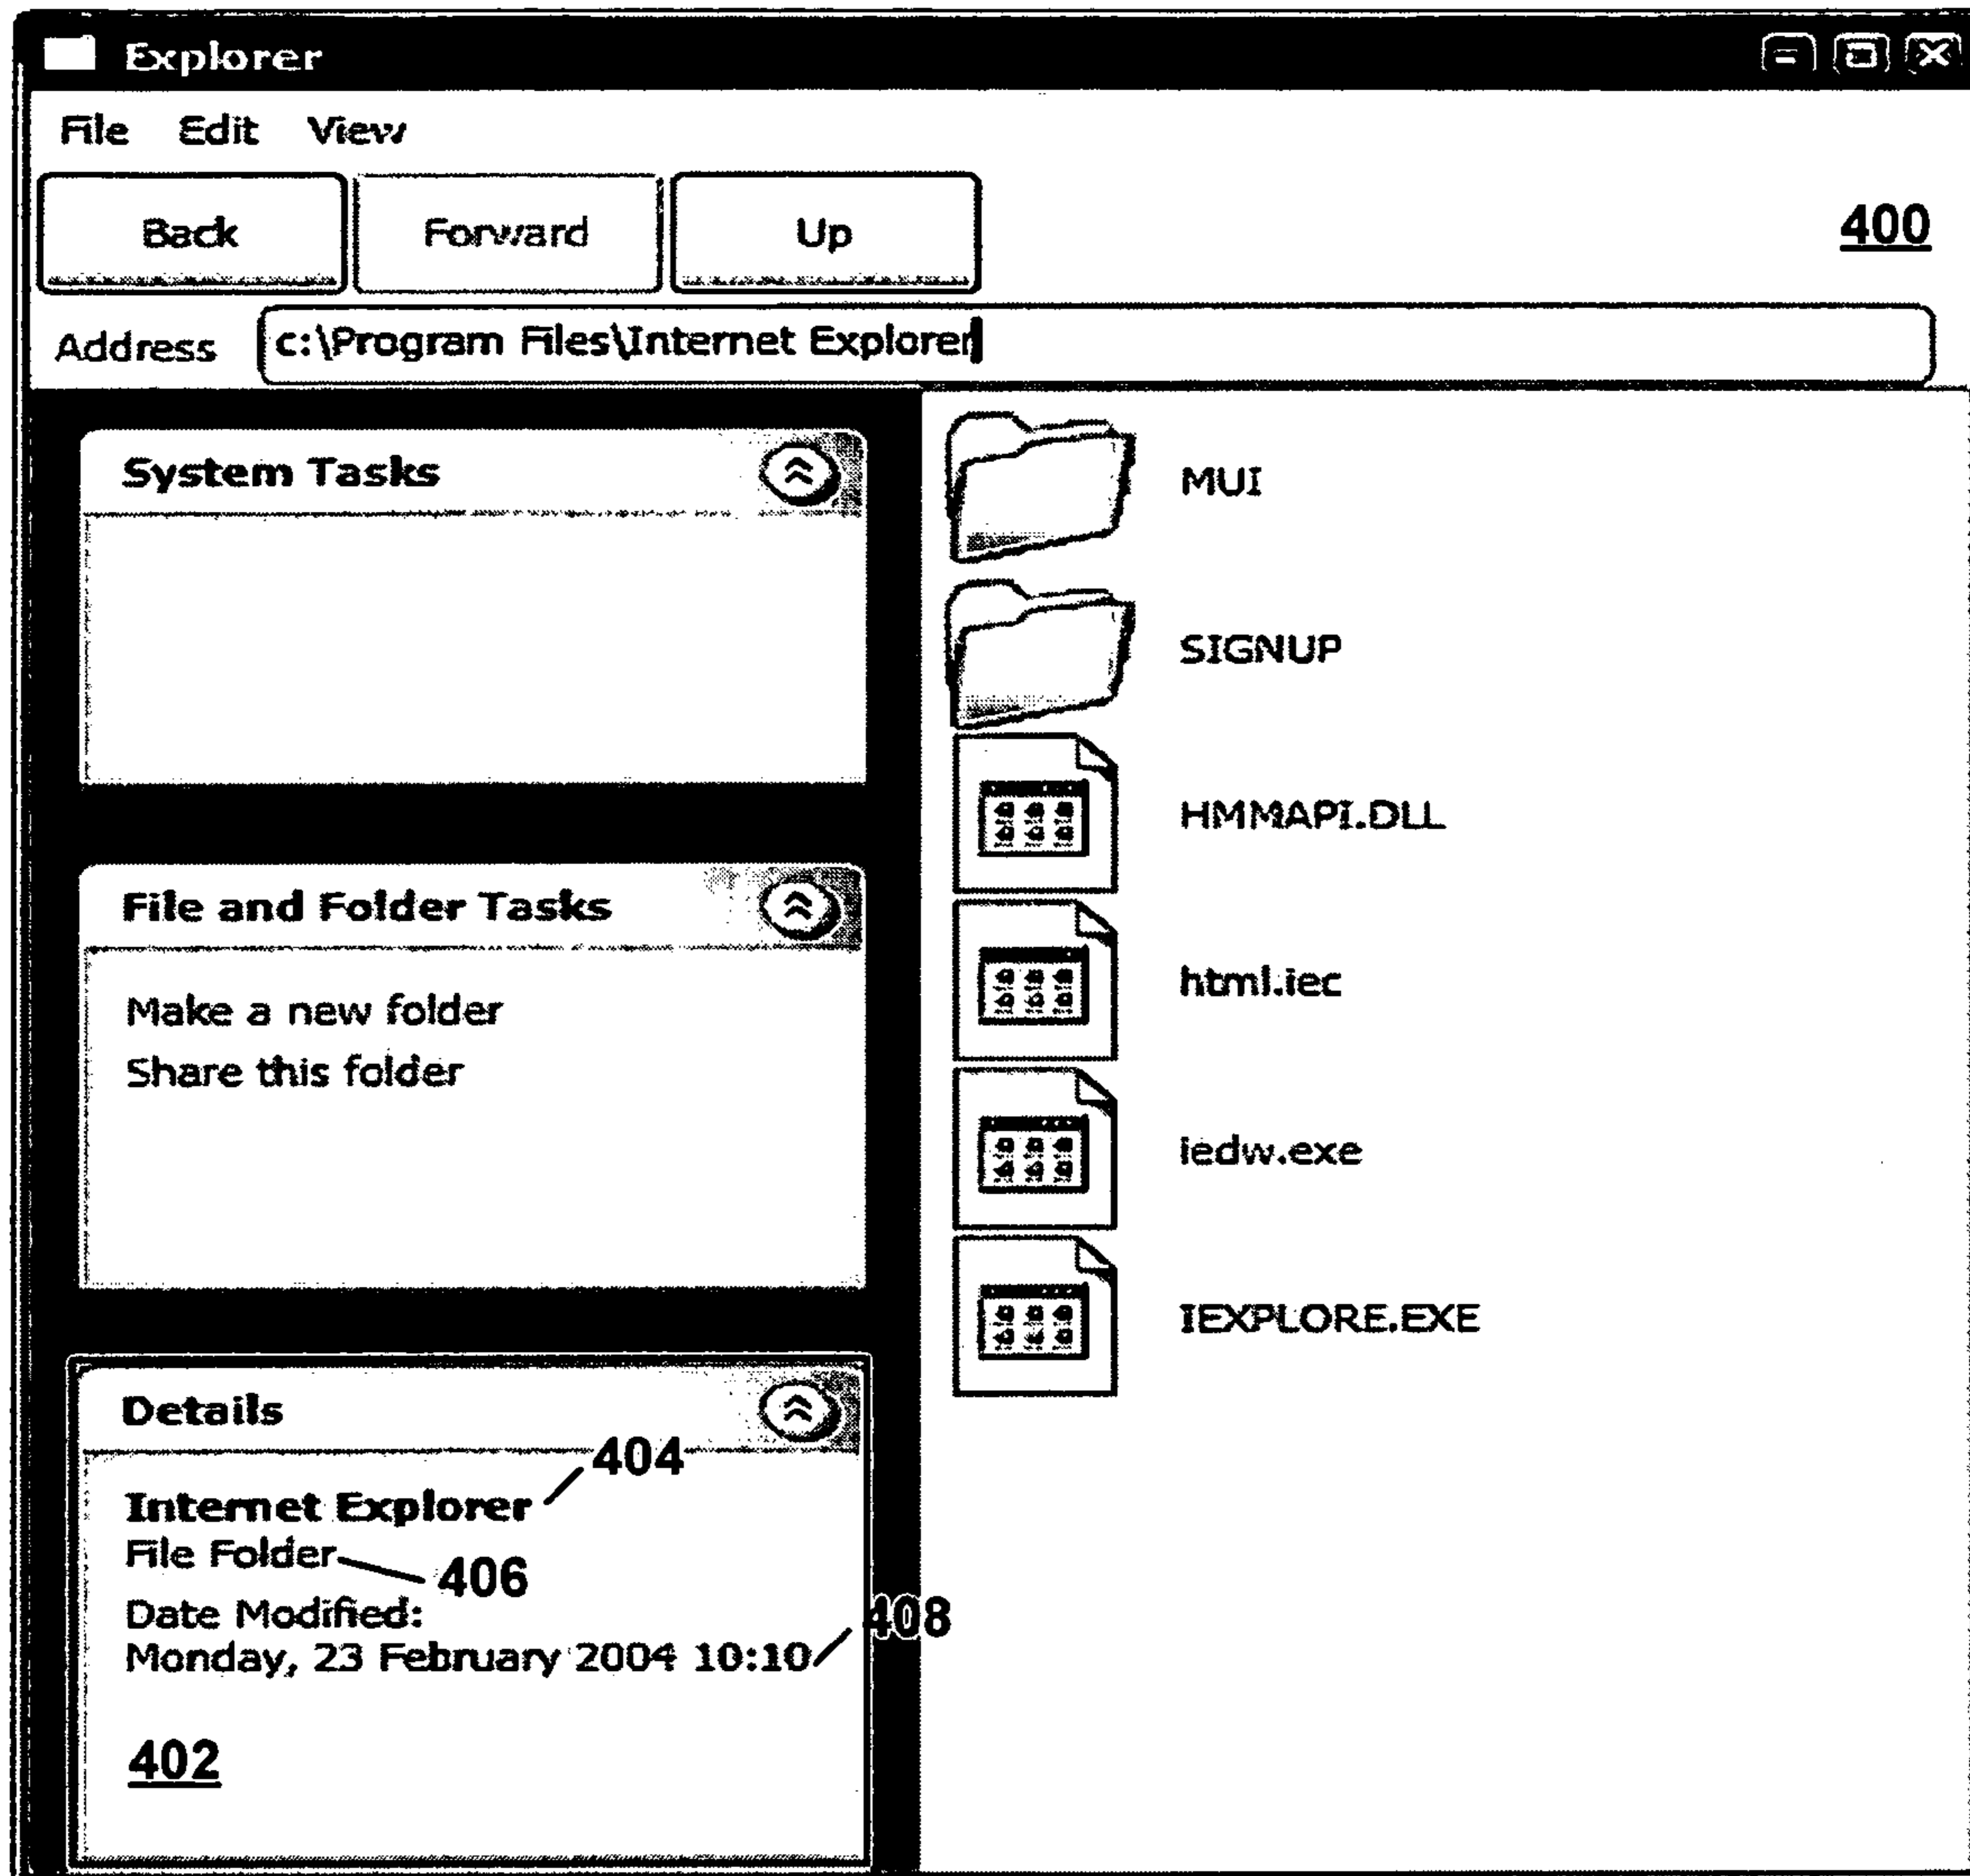 Explorer
File Edit View
Back Forward Up
400
Address c:\Program Files\Internet Explorer
System Tasks
File and Folder Tasks
Make a new folder
Share this folder
Details
404
Internet Explorer
File Folder
406
Date Modified:
408
Monday, 23 February 2004 10:10
402
MUI
SIGNUP
HMMAPI.DLL
html.iec
iedw.exe
IEXPLORE.EXE